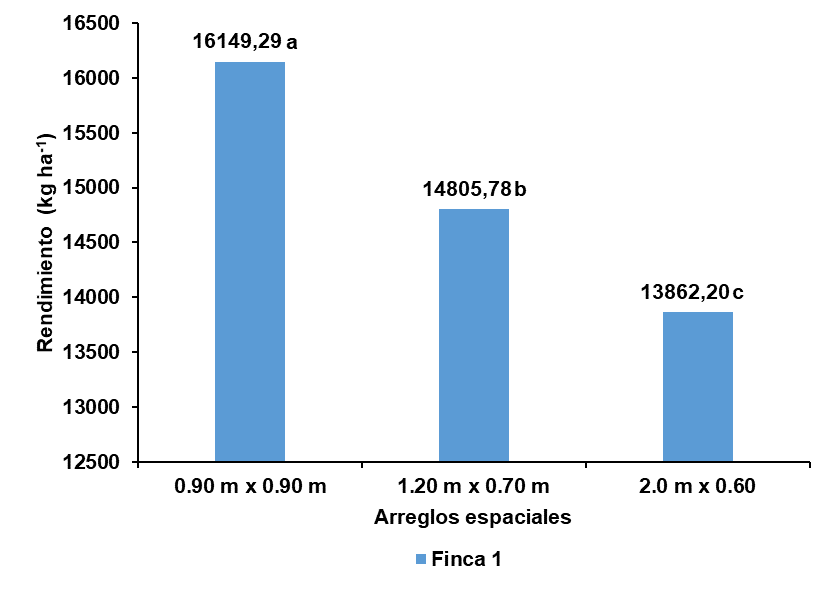 16500
16000
15500
15000
14500
14000
13500
13000
12500
Rendimiento (kg ha-1)
16149,29 a
14805,78 b
13862,20 c
0.90 m x 0.90 m
1.20 m x 0.70 m
2.0 m x 0.60
Arreglos espaciales
Finca 1